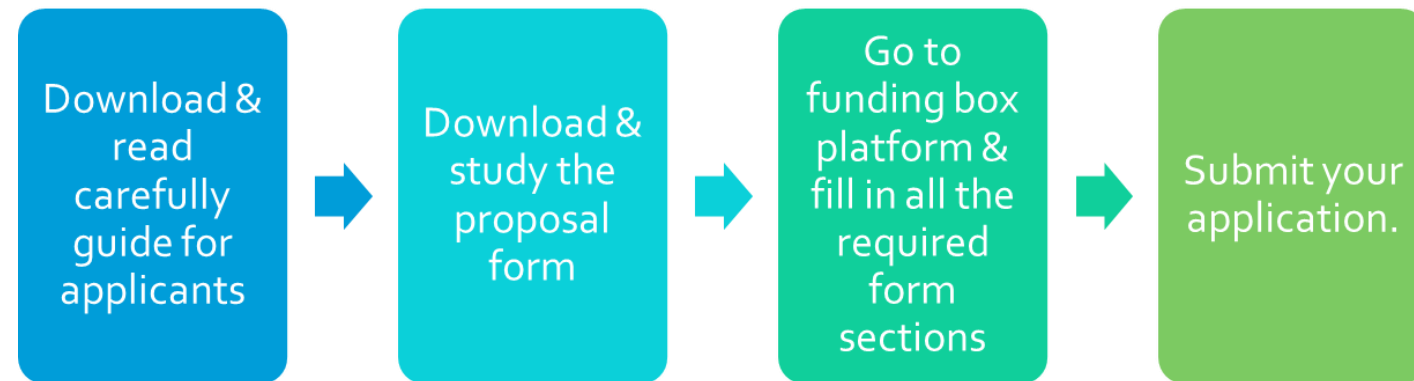 Download &
read
carefully
guide for
applicants
Download &
study the
proposal
form
Go to
funding box
platform &
fill in all the
required
form
sections
Submit your
application.